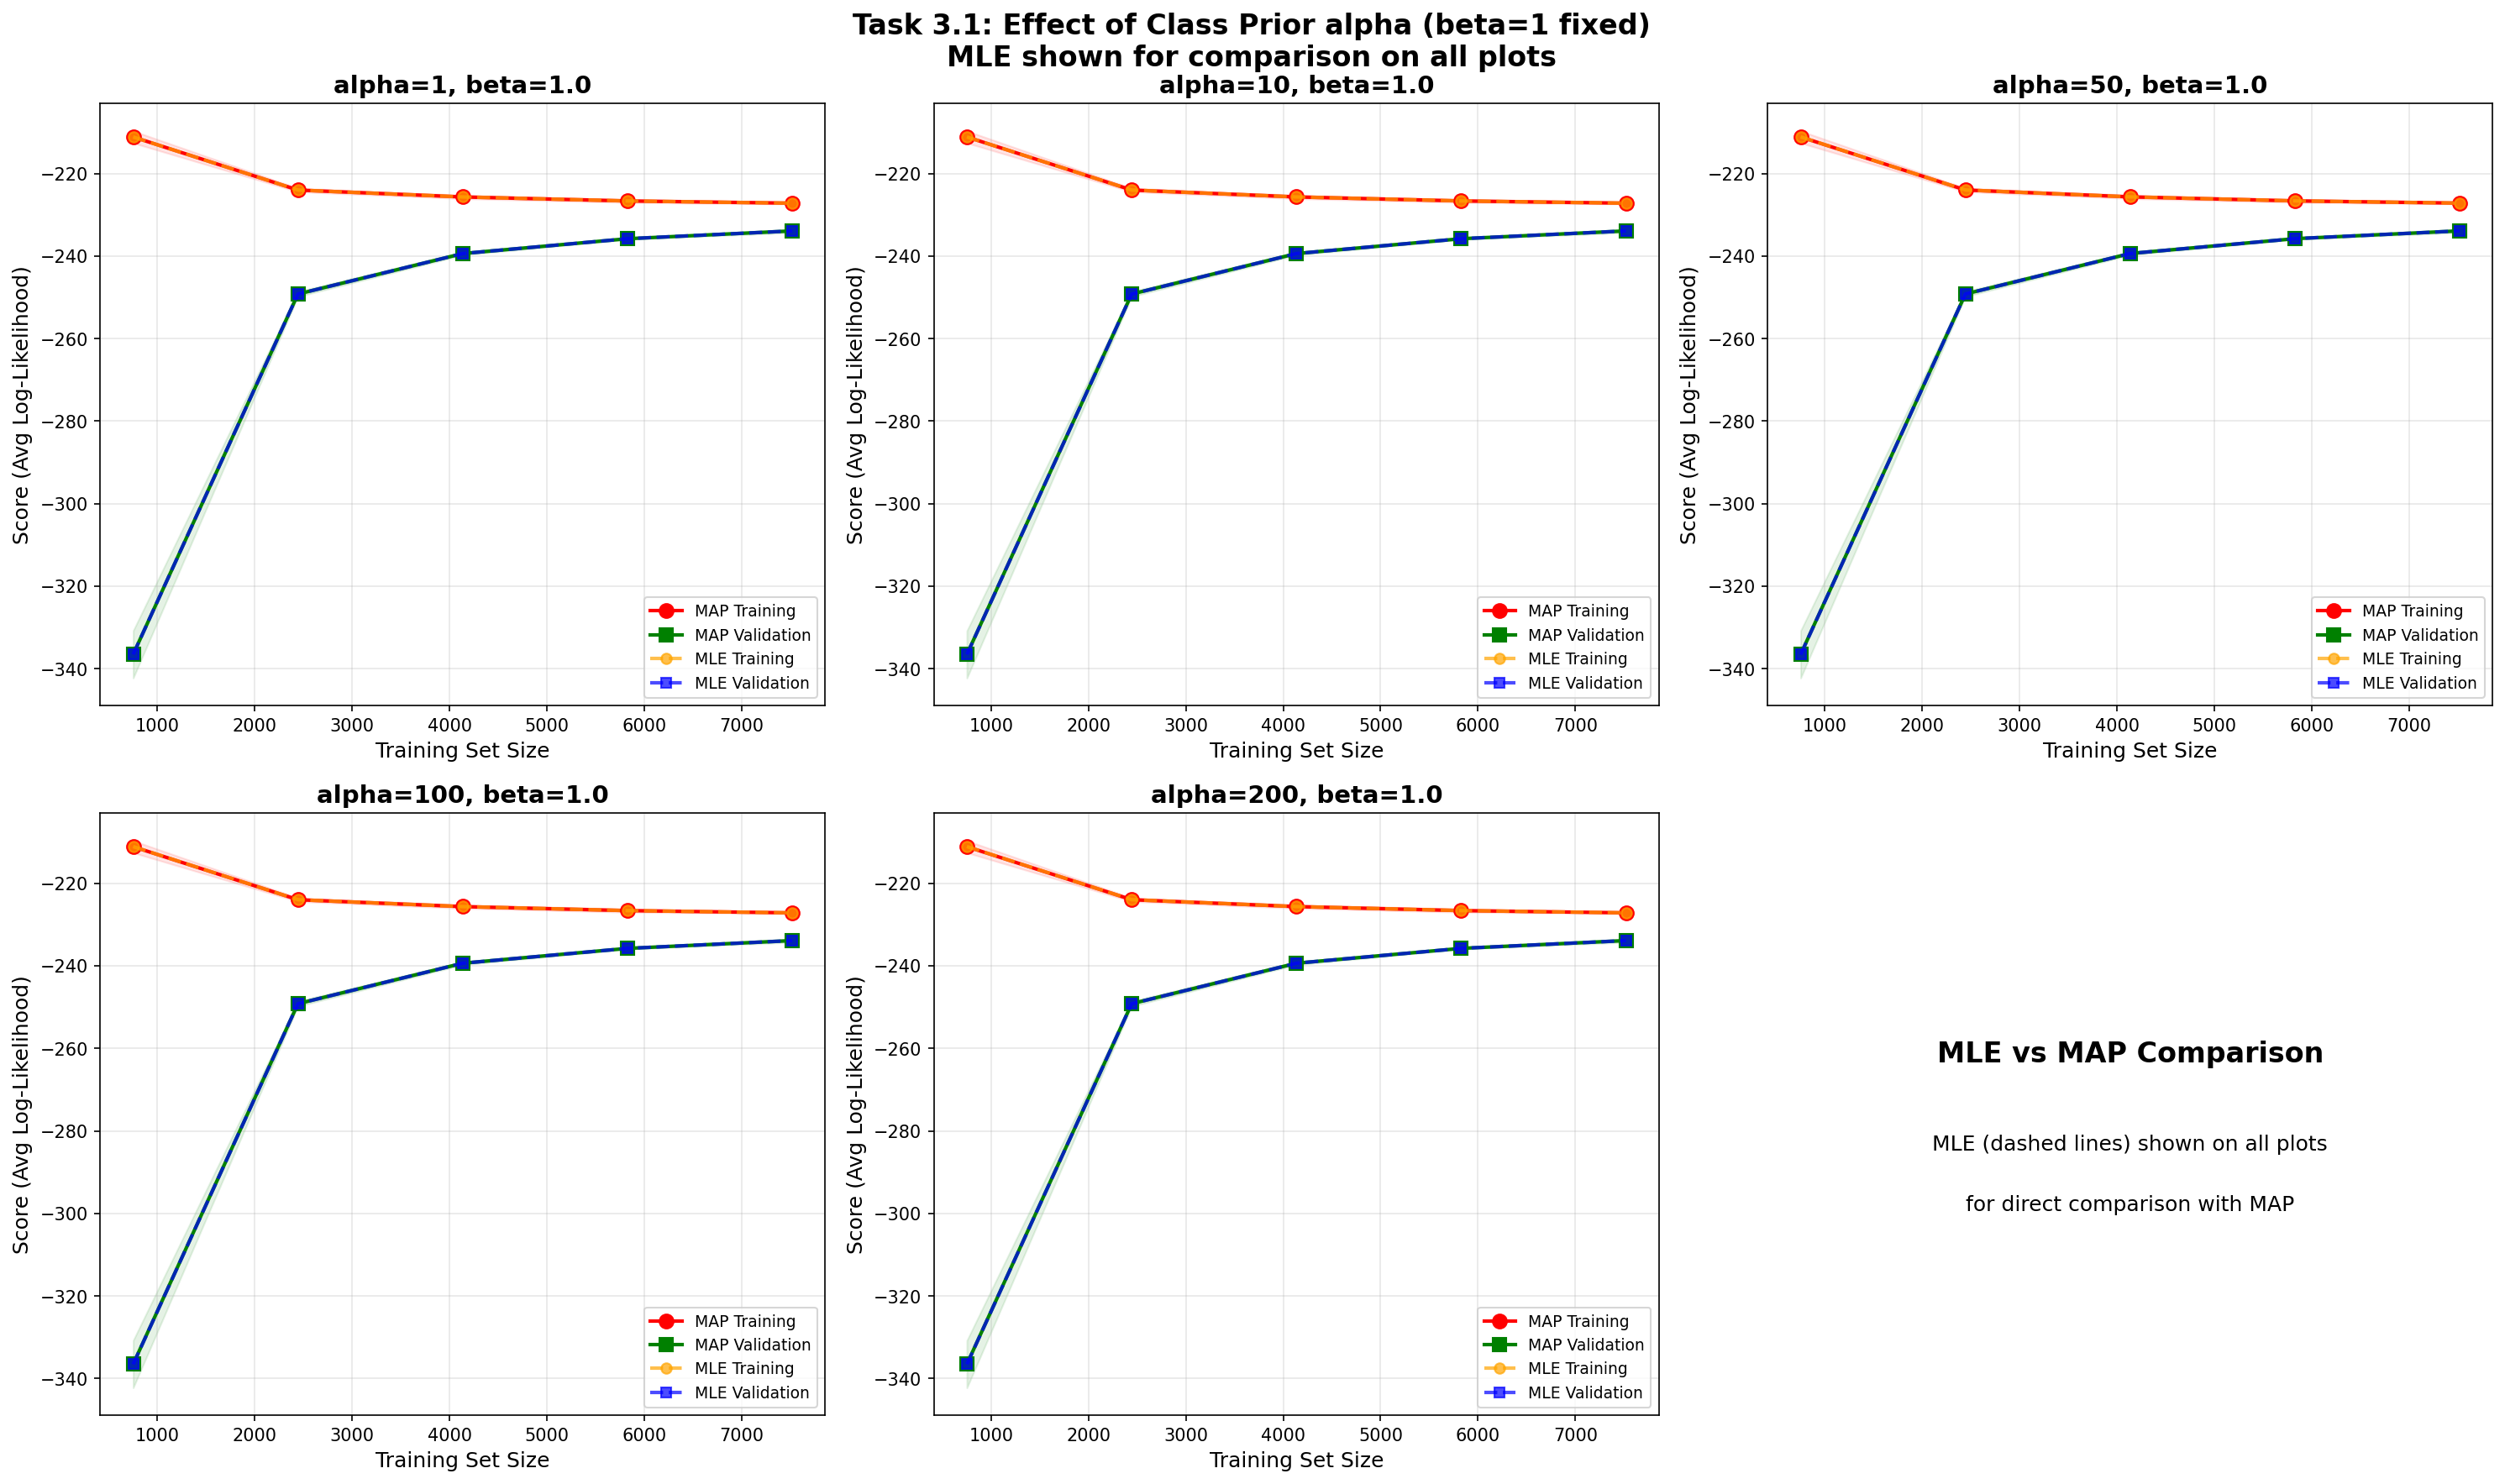 Task 3.1: Effect of Class Prior alpha (beta=1 fixed)
MLE shown for comparison on all plots
alpha=1, beta=1.0
Score (Avg Log-Likelihood)
−220
−240
−260
−280
−300
−320
−340
MAP Training
MAP Validation
MLE Training
MLE Validation
1000 2000 3000 4000 5000 6000 7000
Training Set Size
alpha=10, beta=1.0
Score (Avg Log-Likelihood)
−220
−240
−260
−280
−300
−320
−340
MAP Training
MAP Validation
MLE Training
MLE Validation
1000 2000 3000 4000 5000 6000 7000
Training Set Size
alpha=50, beta=1.0
Score (Avg Log-Likelihood)
−220
−240
−260
−280
−300
−320
−340
MAP Training
MAP Validation
MLE Training
MLE Validation
1000 2000 3000 4000 5000 6000 7000
Training Set Size
alpha=100, beta=1.0
Score (Avg Log-Likelihood)
−220
−240
−260
−280
−300
−320
−340
MAP Training
MAP Validation
MLE Training
MLE Validation
1000 2000 3000 4000 5000 6000 7000
Training Set Size
alpha=200, beta=1.0
Score (Avg Log-Likelihood)
−220
−240
−260
−280
−300
−320
−340
MAP Training
MAP Validation
MLE Training
MLE Validation
1000 2000 3000 4000 5000 6000 7000
Training Set Size
MLE vs MAP Comparison
MLE (dashed lines) shown on all plots
for direct comparison with MAP